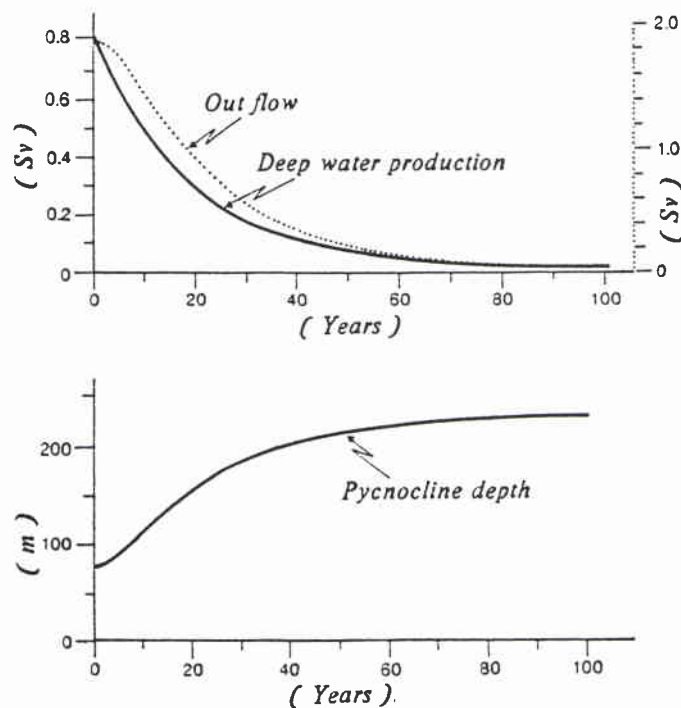 0.8
0.6
0.4
0.2
0
( Sv )
2.0
1.0
0
( Sv )
Out flow
Deep water production
0 20 40 60 80 100
( Years )
200
100
0
( m )
Pycnocline depth
0 20 40 60 80 100
( Years ).